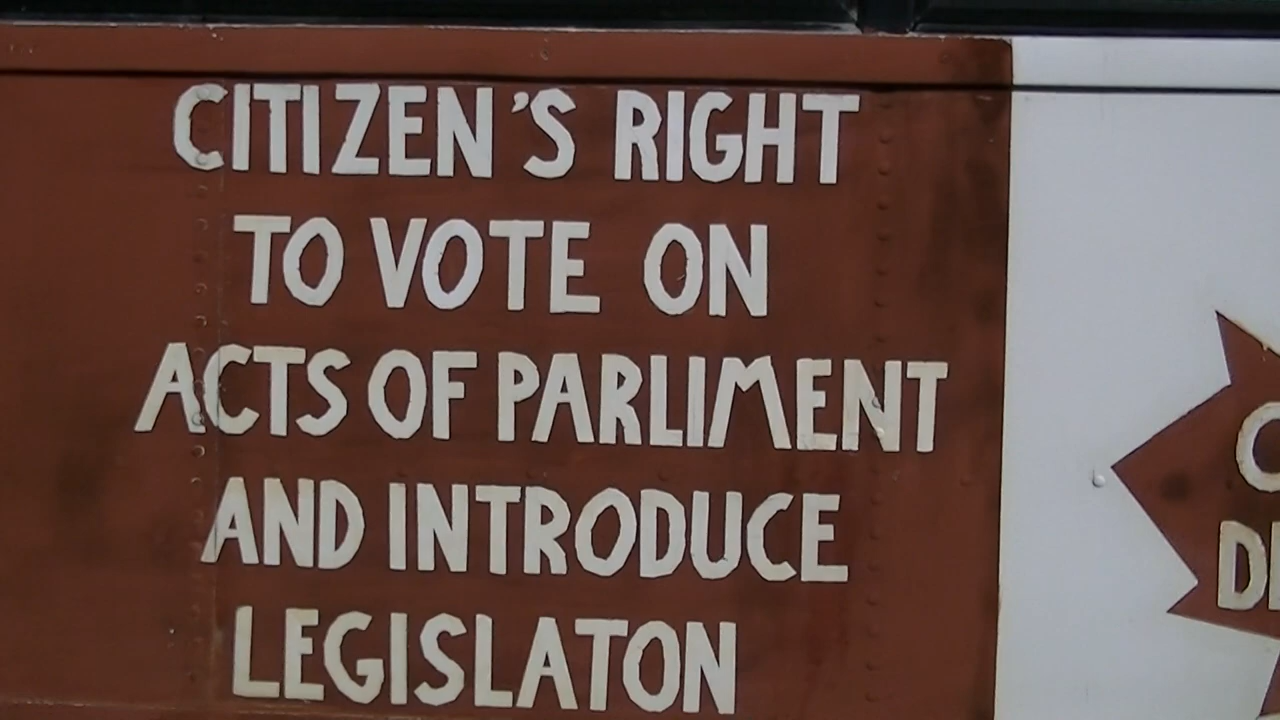 CITIZEN'S RIGHT
TO VOTE ON
ACTS OF PARLIMENT
AND INTRODUCE
LEGISLATON